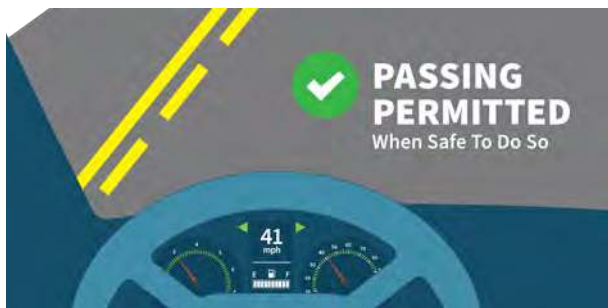 PASSING
PERMITTED
When Safe To Do So
41
mph
E F